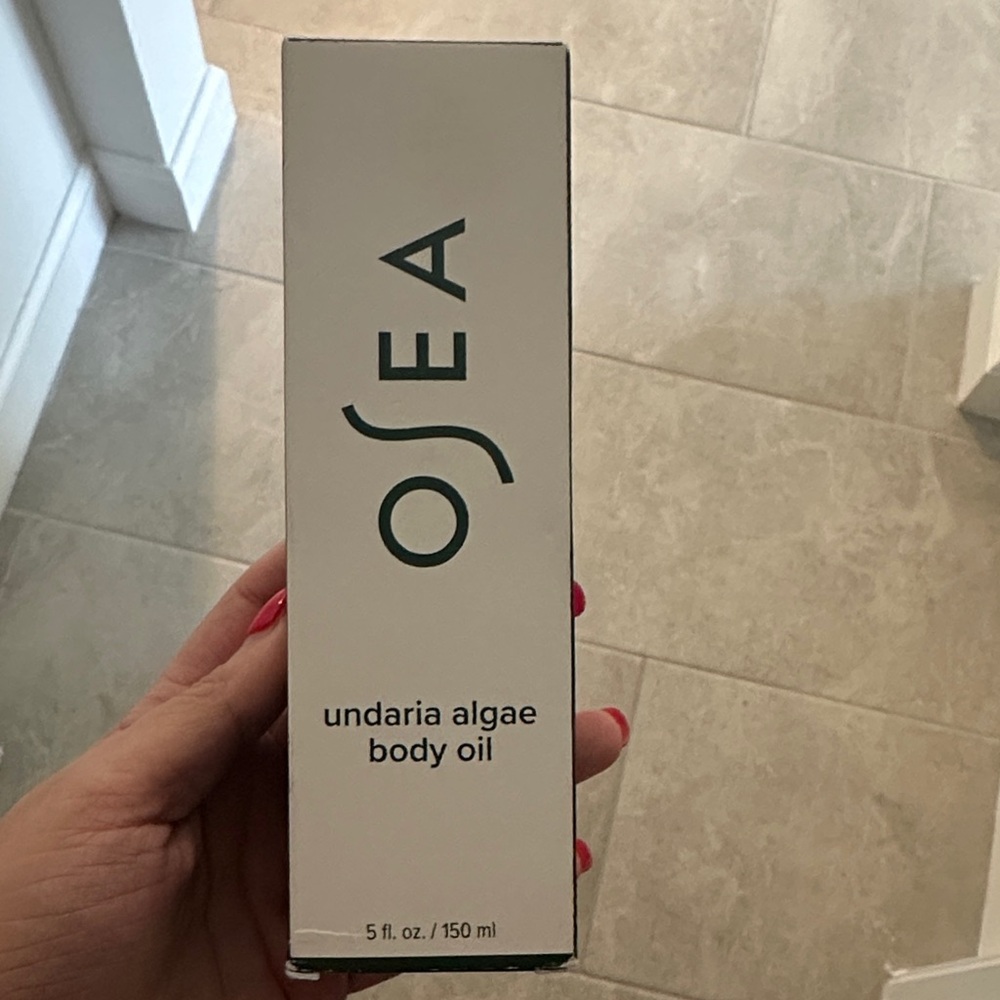 OSEA
undaria algae
body oil
5 fl. oz. / 150 ml